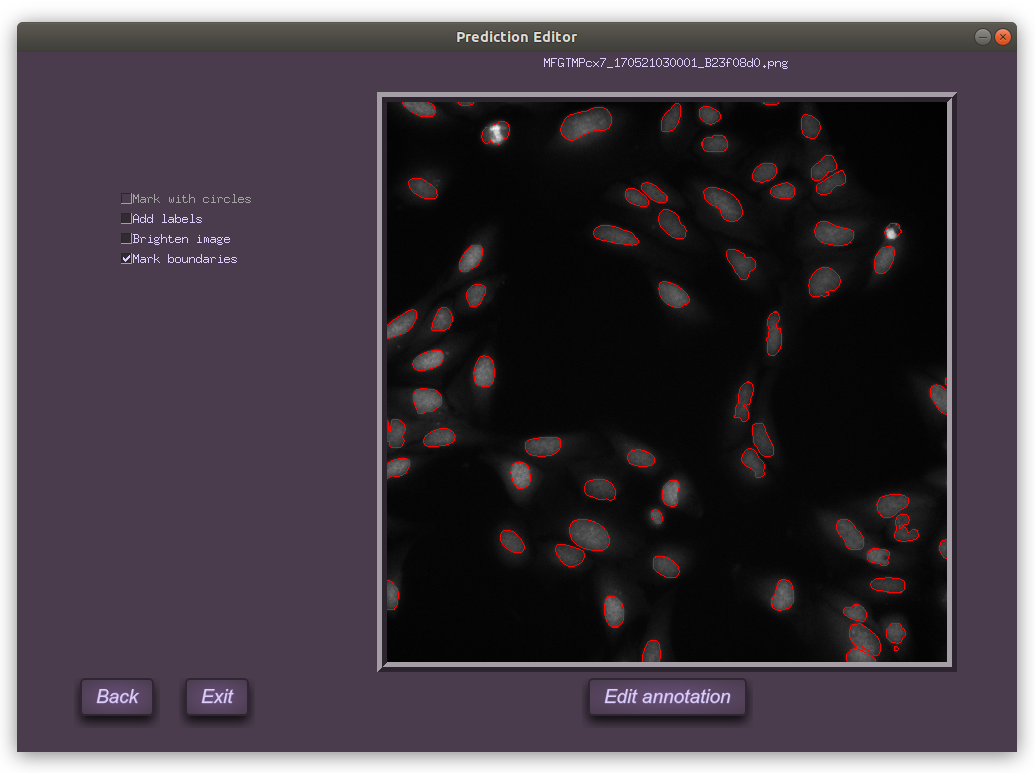 Prediction Editor
MFGTMPcx7_170521030001_B23f08d0.png
Mark with circles
Add labels
Brighten image
Mark boundaries
Back
Exit
Edit annotation